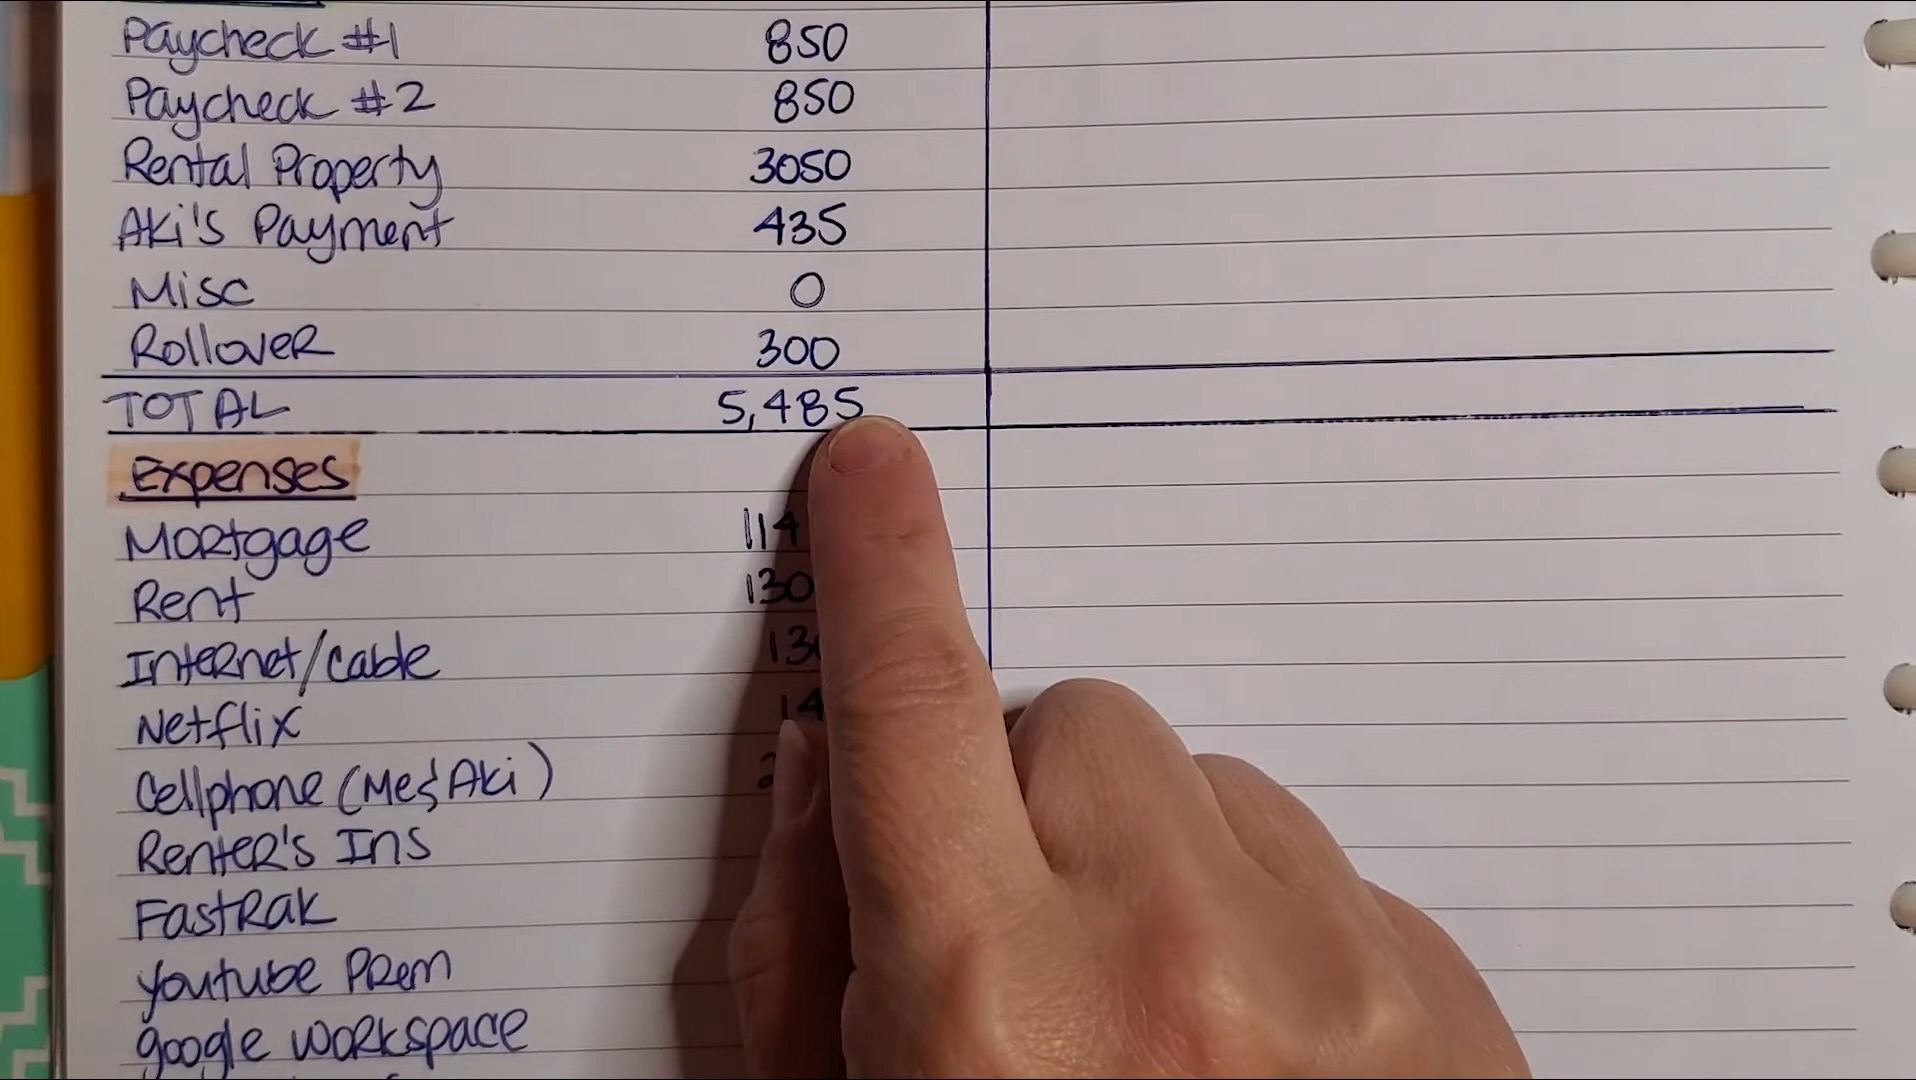 Paycheck #1 850
Paycheck #2 850
Rental Property 3050
Aki's Payment 435
Misc 0
Rollover 300
TOTAL 5,485
Expenses
Mortgage
Rent
Internet/cable
Netflix
Cellphone (Me & Aki)
Renter's Ins
FastRak
Youtube Prem
google workspace